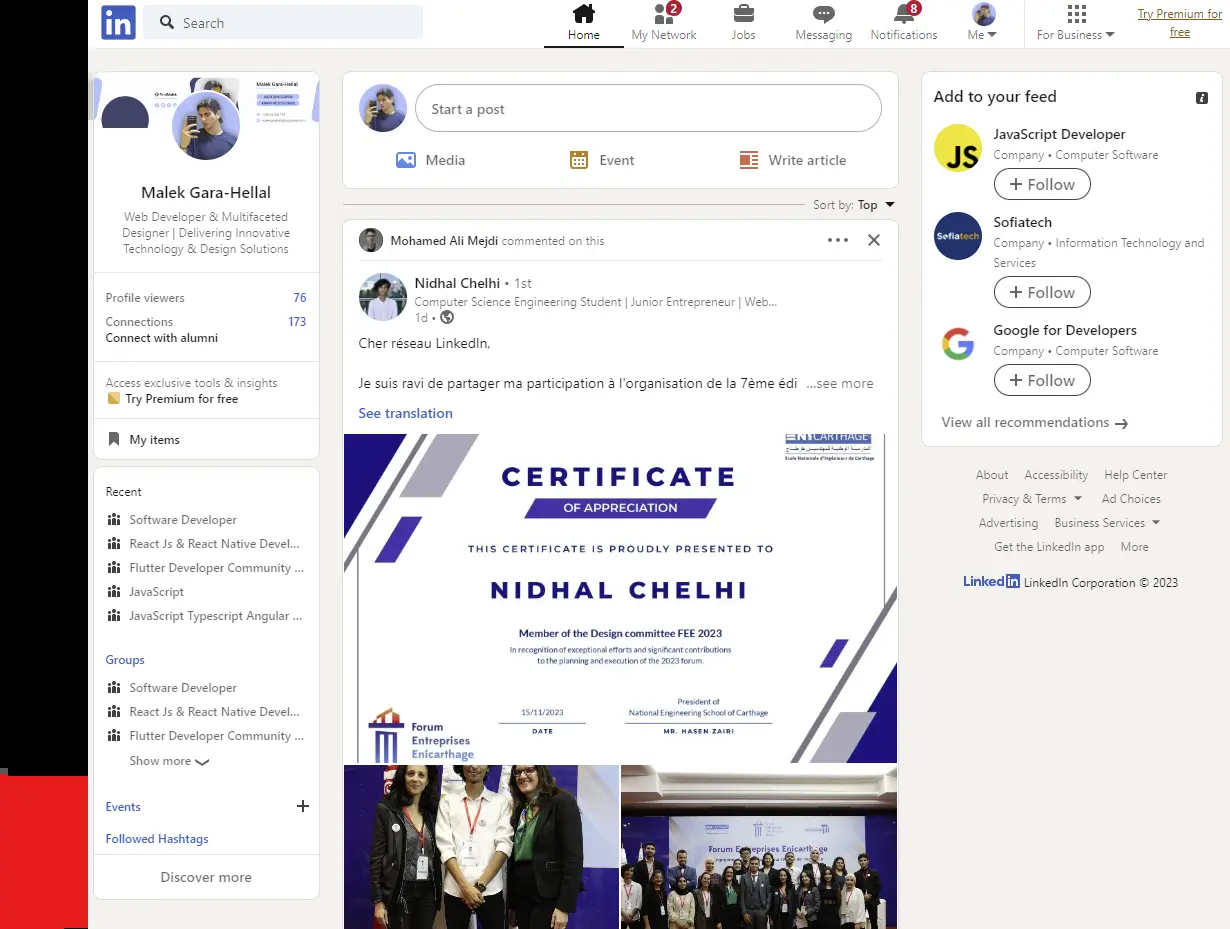 in
Search
Home
2
My Network
Jobs
Messaging
8
Notifications
Me
For Business
Try Premium for
free
Malek Gara-Hellal
Malek Gara-Hellal
Web Developer & Multifaceted
Designer | Delivering Innovative
Technology & Design Solutions
Profile viewers 76
Connections 173
Connect with alumni
Access exclusive tools & insights
Try Premium for free
My items
Recent
Software Developer
React Js & React Native Devel...
Flutter Developer Community ...
JavaScript
JavaScript Typescript Angular ...
Groups
Software Developer
React Js & React Native Devel...
Flutter Developer Community ...
Show more
Events
Followed Hashtags
Discover more
Start a post
Media
Event
Write article
Sort by: Top
Mohamed Ali Mejdi commented on this
Nidhal Chelhi • 1st
Computer Science Engineering Student | Junior Entrepreneur | Web...
1d •
Cher réseau LinkedIn,
Je suis ravi de partager ma participation à l'organisation de la 7ème édi ...see more
See translation
ENICARTHAGE
المدرسة الوطنية للمهندسين بقرطاج
Ecole Nationale d'Ingénieurs de Carthage
CERTIFICATE
OF APPRECIATION
THIS CERTIFICATE IS PROUDLY PRESENTED TO
NIDHAL CHELHI
Member of the Design committee FEE 2023
In recognition of exceptional efforts and significant contributions
to the planning and execution of the 2023 forum.
15/11/2023
DATE
President of
National Engineering School of Carthage
MR. HASEN ZAIRI
Forum
Entreprises
Enicarthage
Forum Entreprises Enicarthage
Add to your feed
JS
JavaScript Developer
Company • Computer Software
+ Follow
Sofiatech
Sofiatech
Company • Information Technology and
Services
+ Follow
Google for Developers
Company • Computer Software
+ Follow
View all recommendations →
About Accessibility Help Center
Privacy & Terms Ad Choices
Advertising Business Services
Get the LinkedIn app More
LinkedIn LinkedIn Corporation © 2023